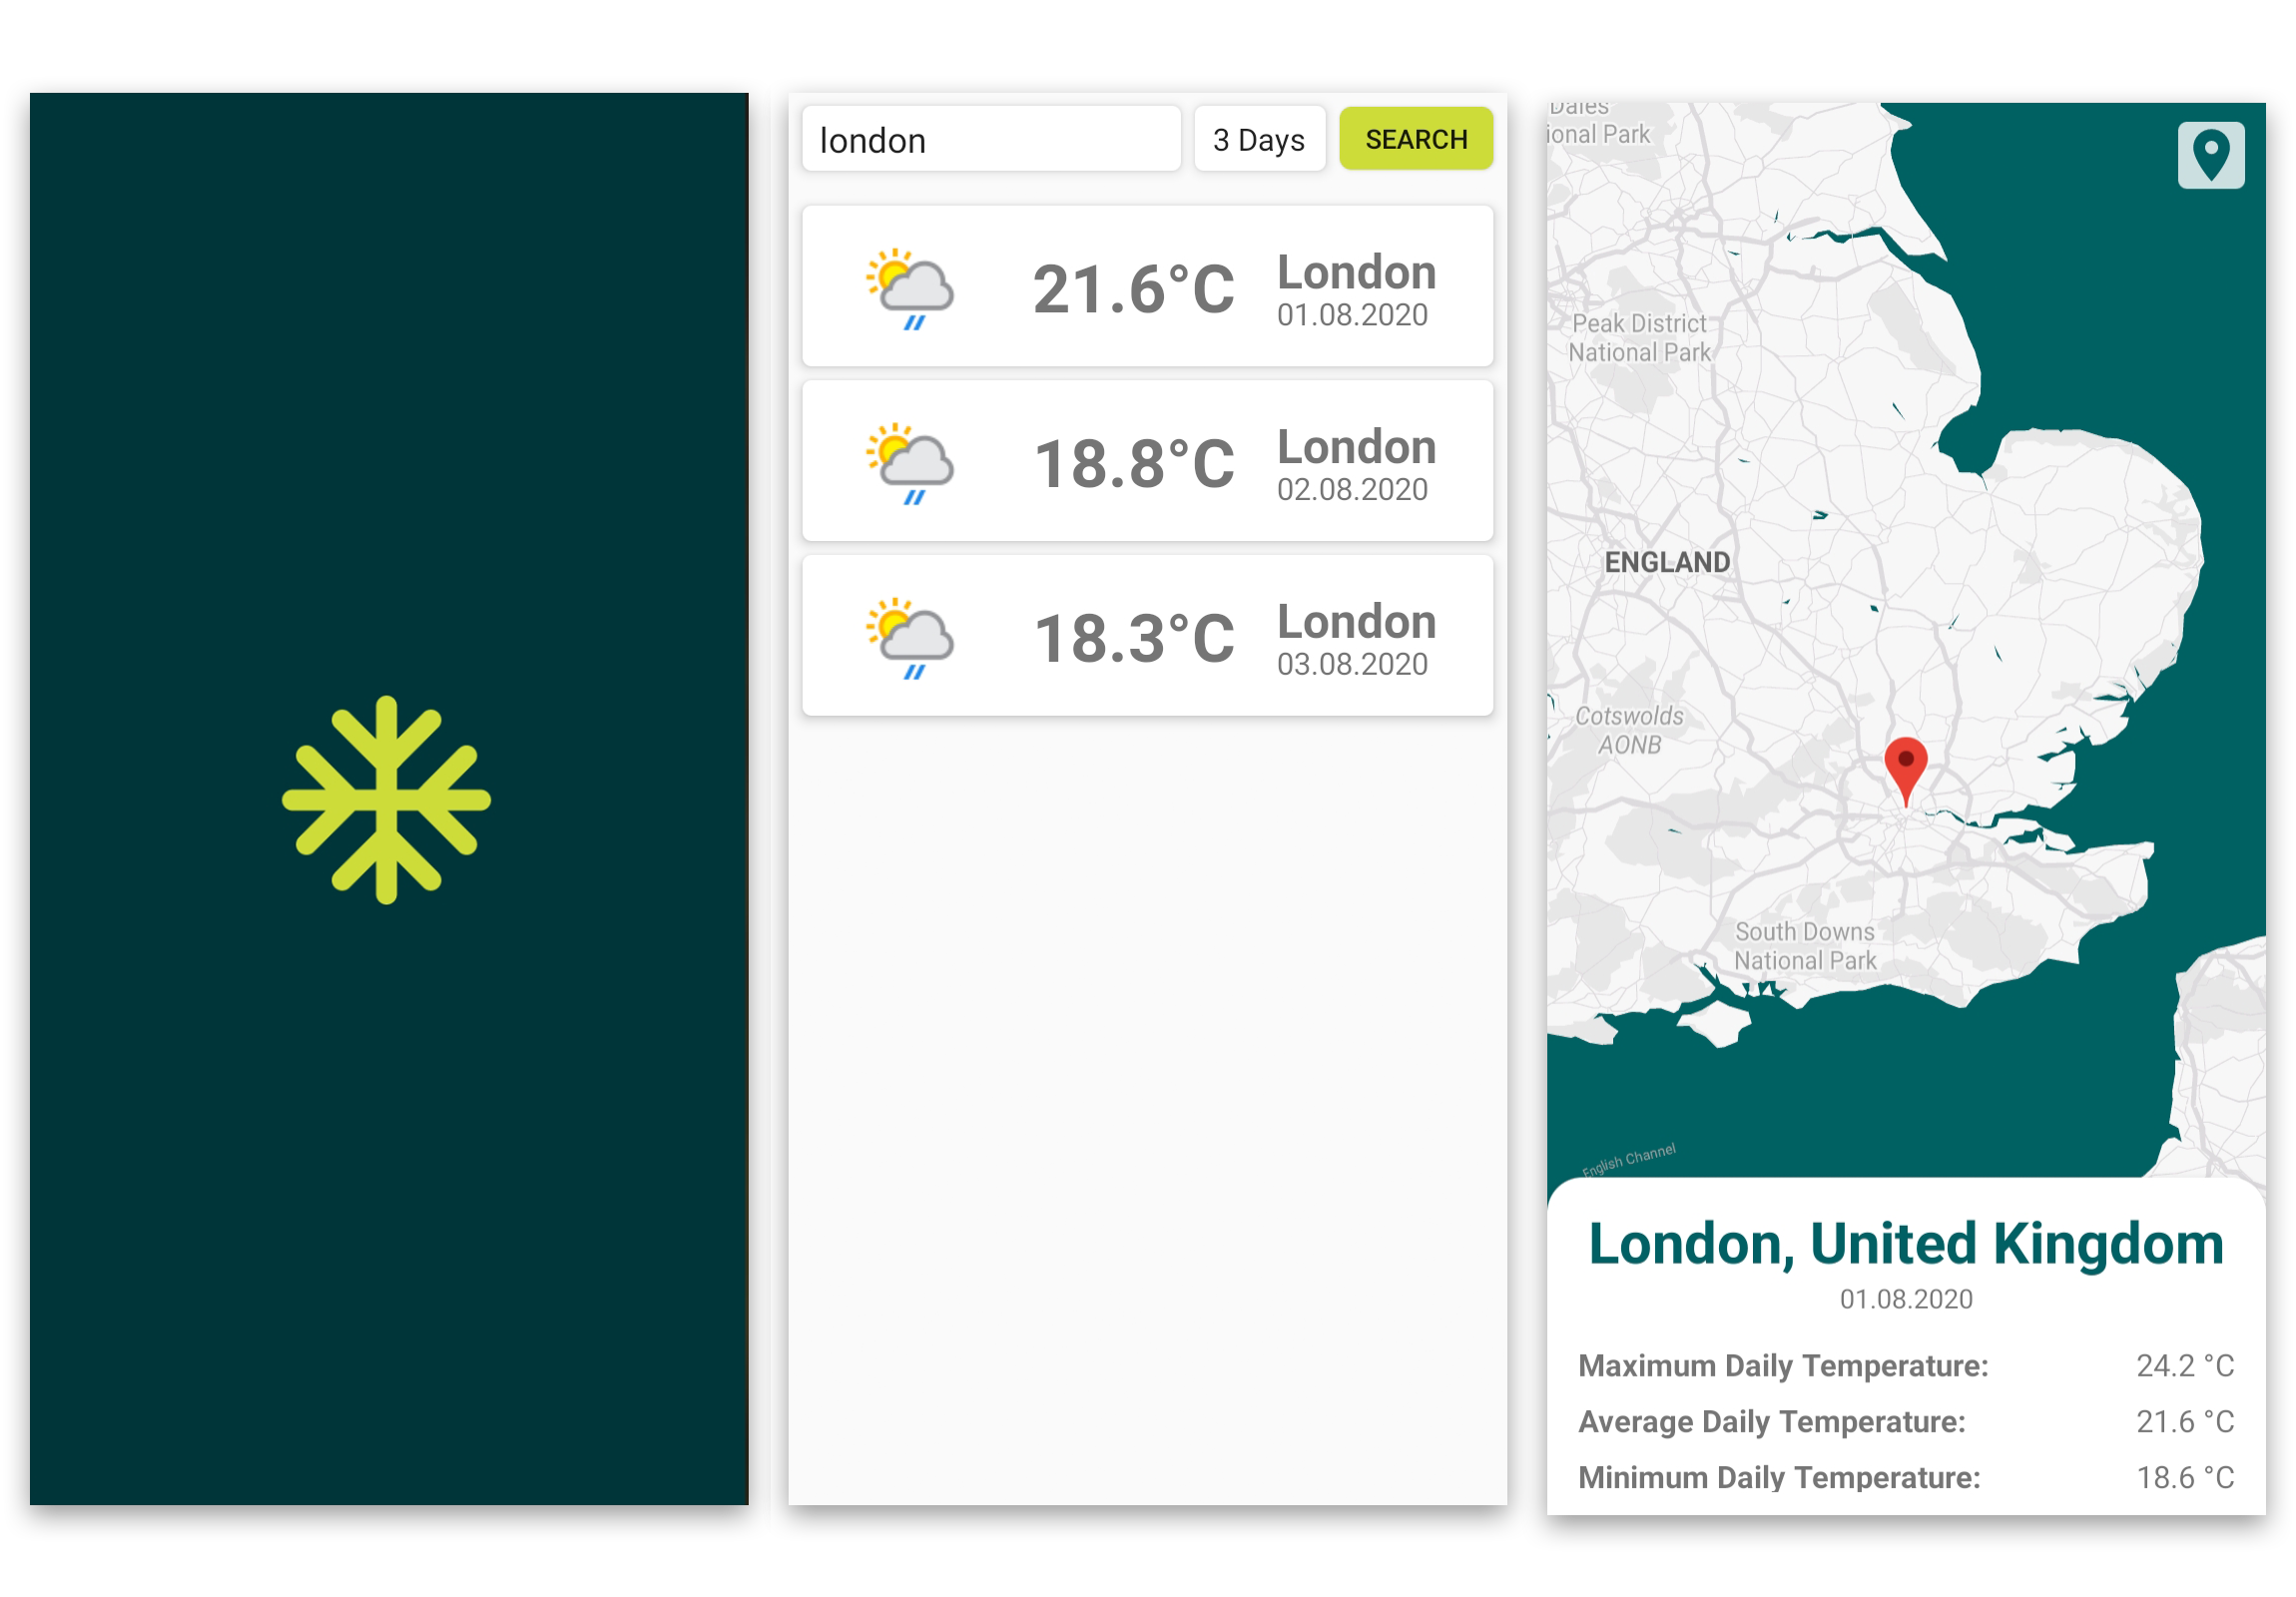 london
3 Days
SEARCH
21.6°C
London
01.08.2020
18.8°C
London
02.08.2020
18.3°C
London
03.08.2020
Dales
ional Park
Peak District
National Park
ENGLAND
Cotswolds
AONB
South Downs
National Park
English Channel
London, United Kingdom
01.08.2020
Maximum Daily Temperature: 24.2 °C
Average Daily Temperature: 21.6 °C
Minimum Daily Temperature: 18.6 °C